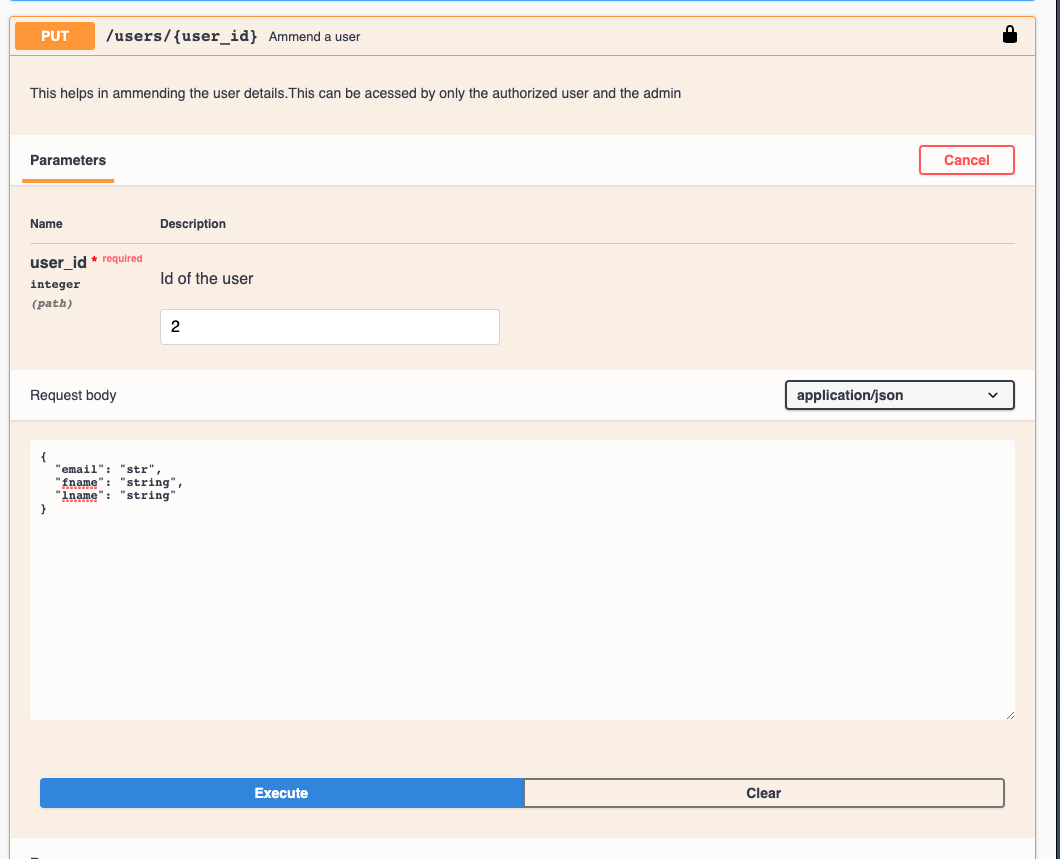 PUT /users/{user_id} Ammend a user
This helps in ammending the user details.This can be acessed by only the authorized user and the admin
Parameters Cancel
Name Description
user_id * required
integer
(path)
Id of the user
2
Request body application/json
{
"email": "str",
"fname": "string",
"lname": "string"
}
Execute Clear